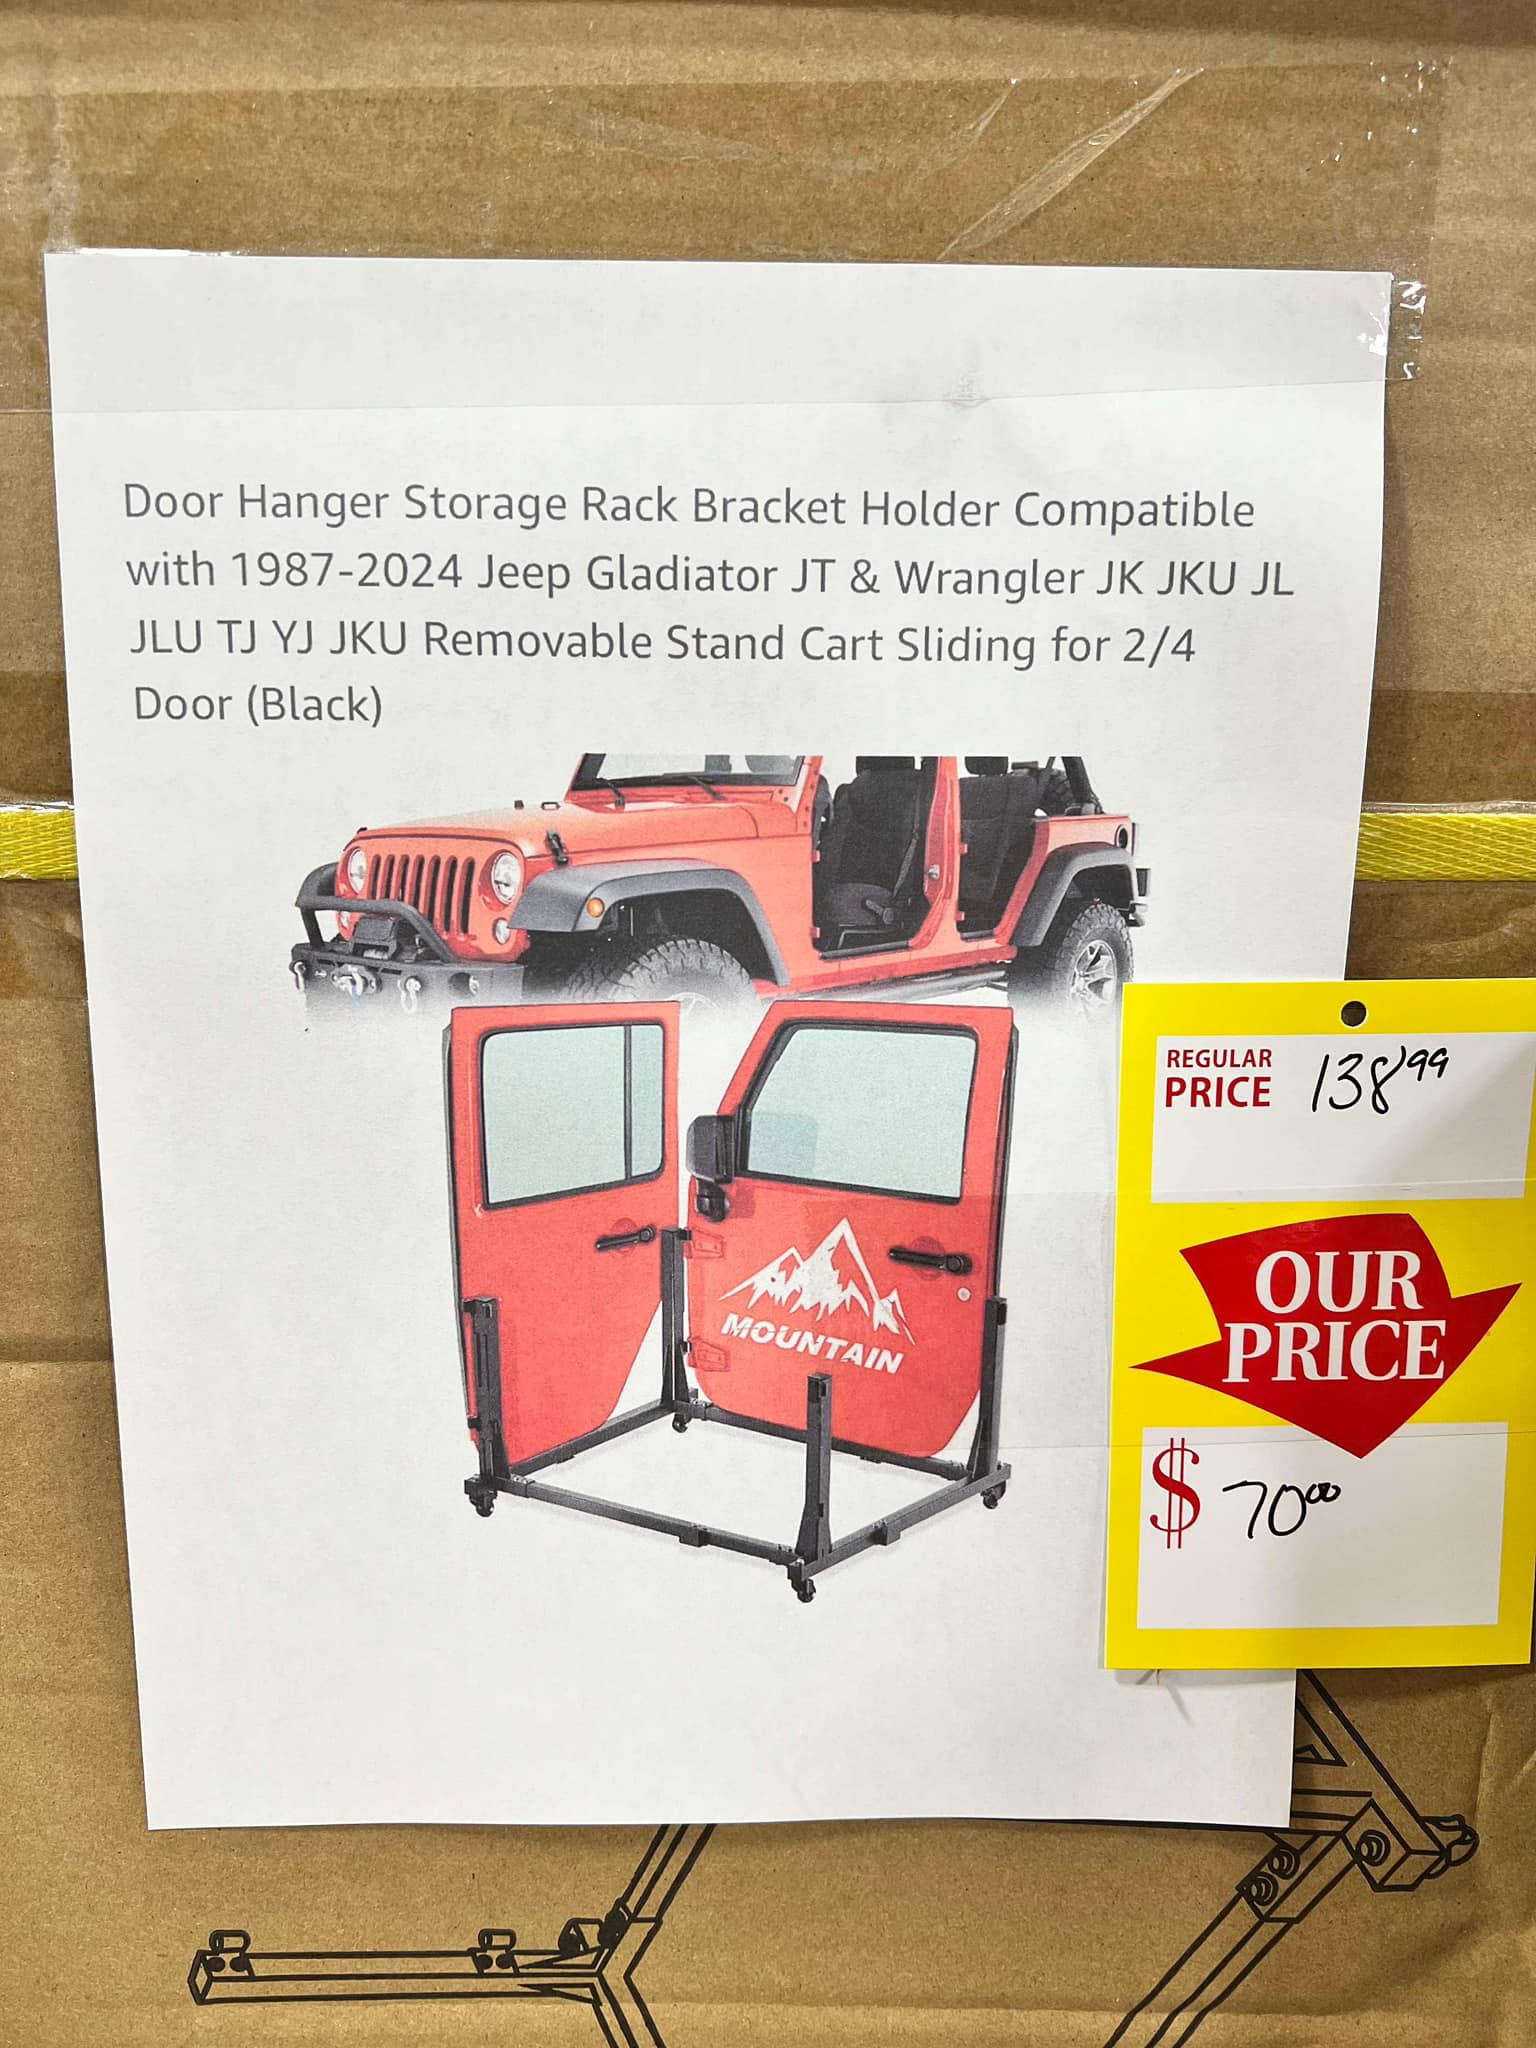 Door Hanger Storage Rack Bracket Holder Compatible
with 1987-2024 Jeep Gladiator JT & Wrangler JK JKU JL
JLU TJ YJ JKU Removable Stand Cart Sliding for 2/4
Door (Black)
MOUNTAIN
REGULAR
PRICE 138.99
OUR
PRICE
$ 70.00